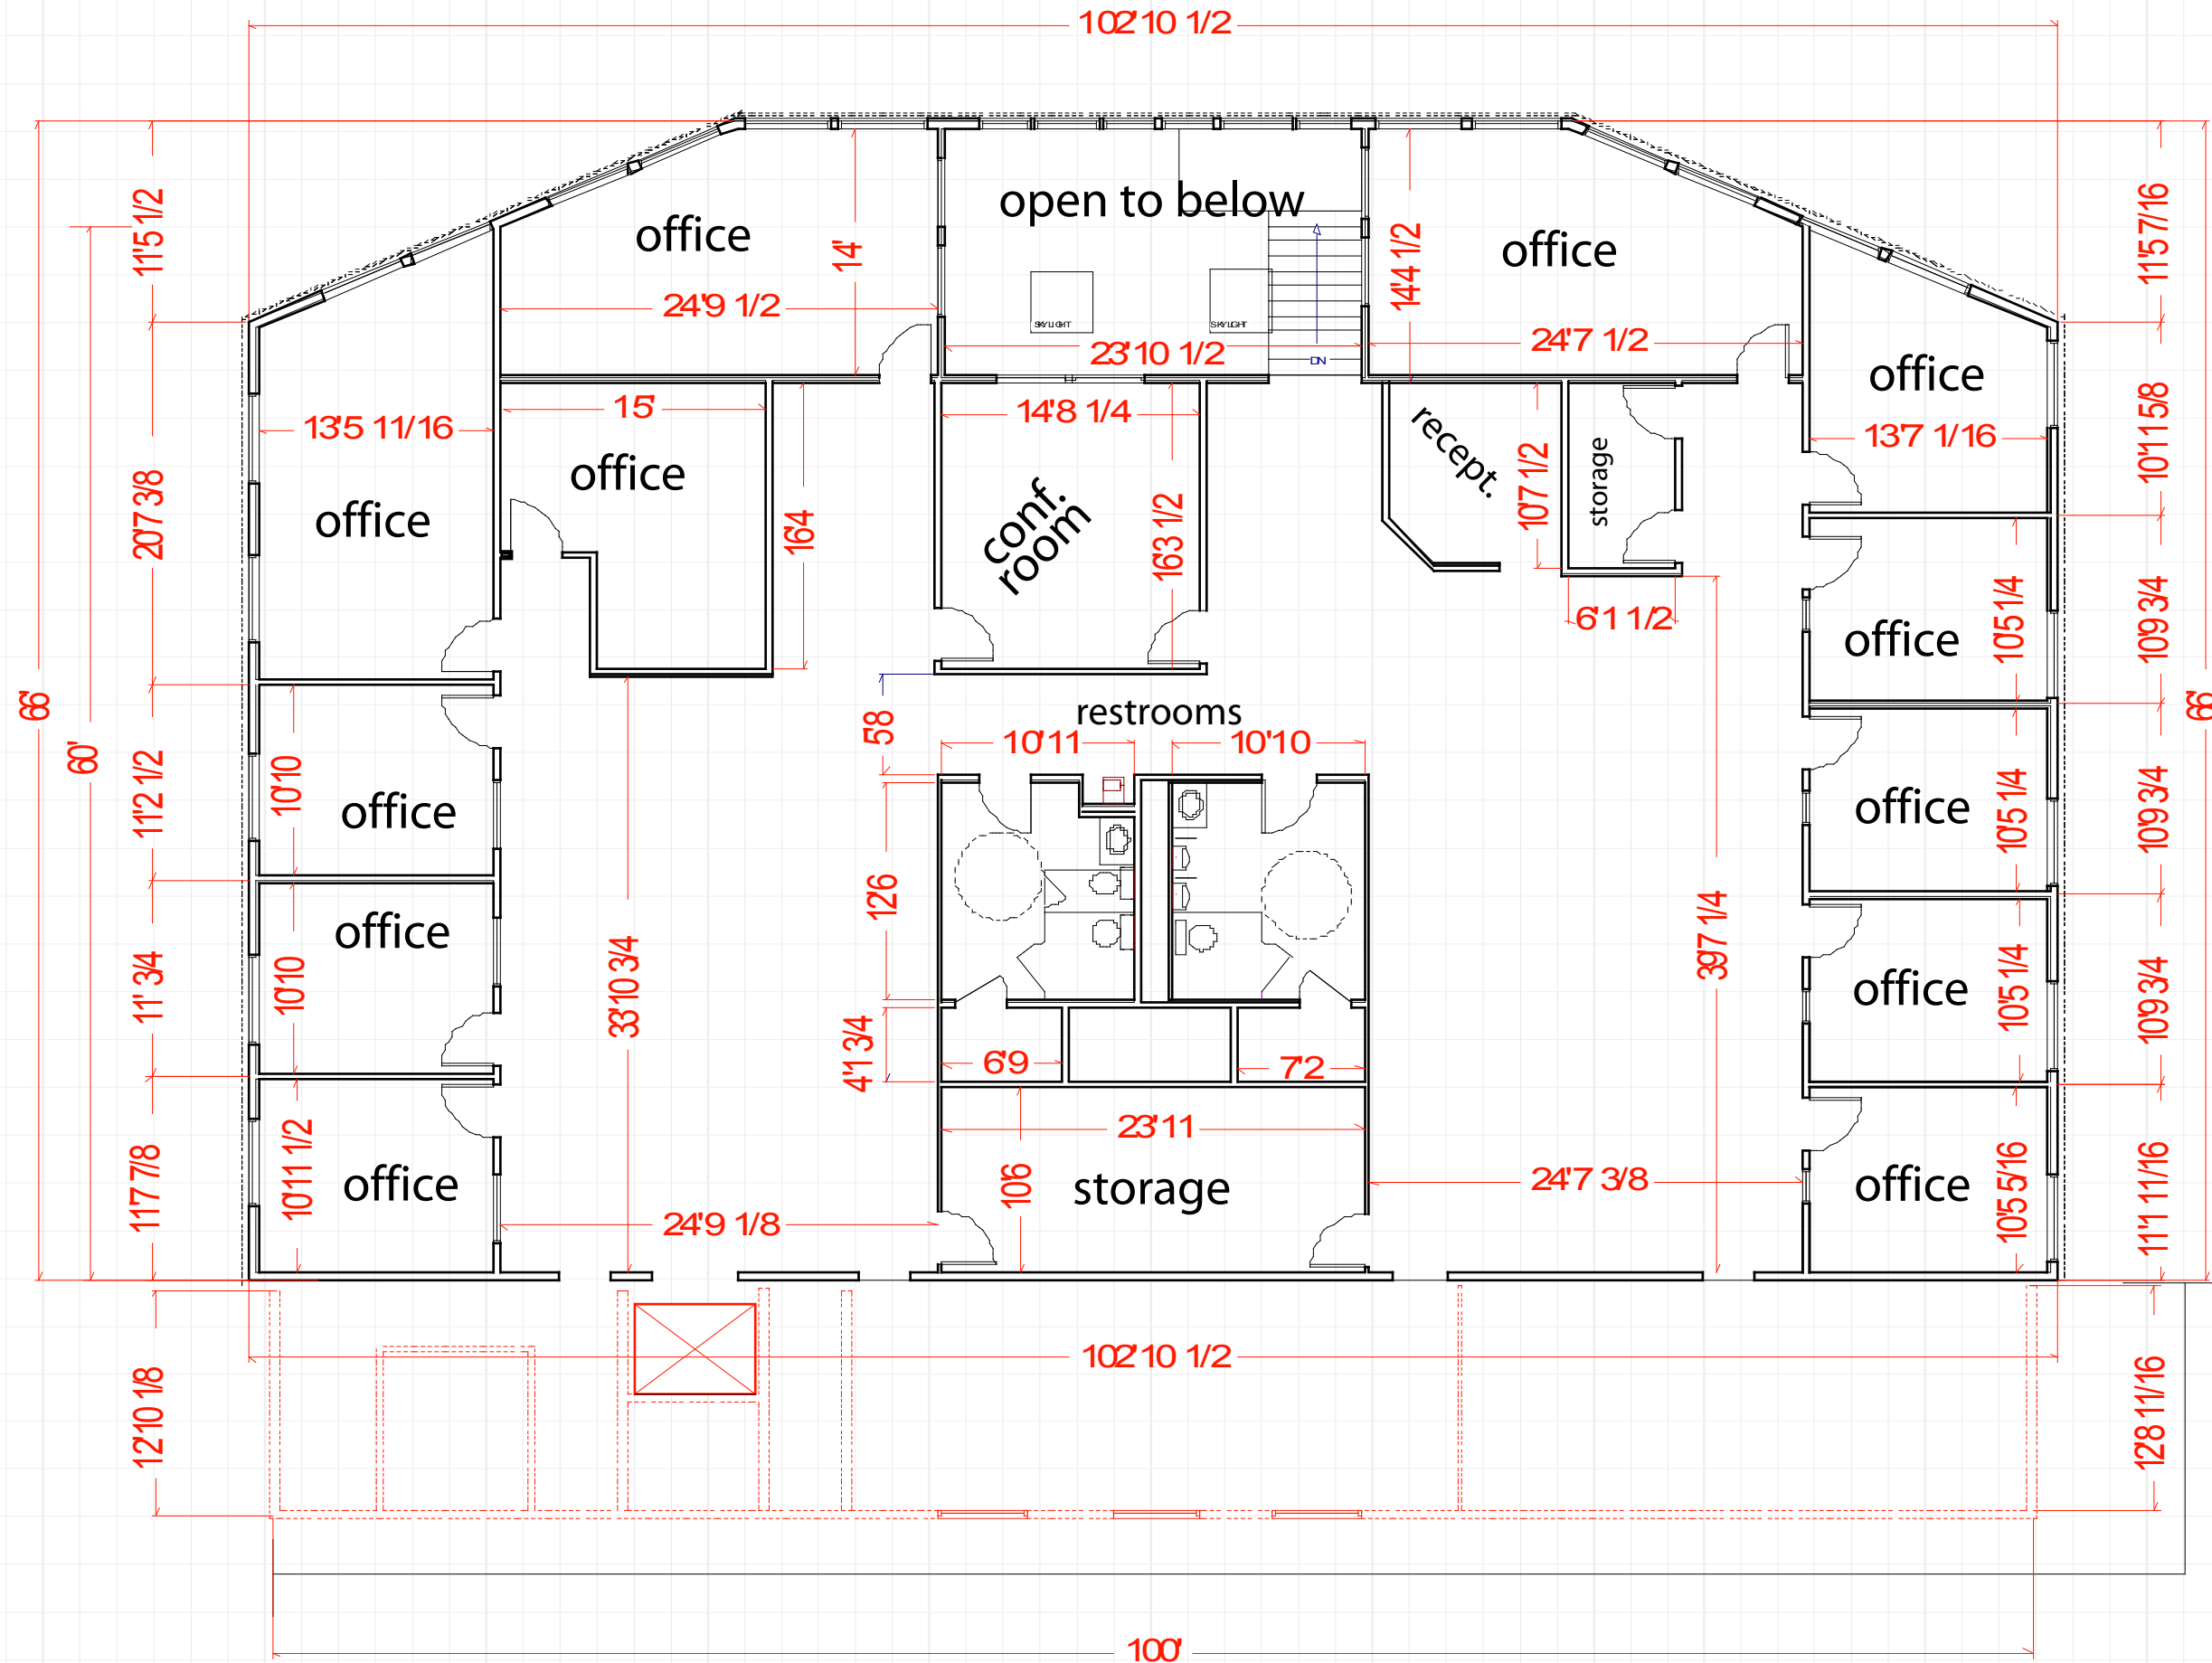 102'10 1/2
open to below
office
office
11'5 1/2
11'5 7/16
14'
14'4 1/2
24'9 1/2
SKYLIGHT
SKYLIGHT
23'10 1/2
DN
24'7 1/2
office
15'
14'8 1/4
13'5 11/16
13'7 1/16
recept.
storage
10'7 1/2
10'11 5/8
office
office
conf.
room
20'7 3/8
16'4
16'3 1/2
6'1 1/2
10'5 1/4
10'9 3/4
office
66'
60'
66'
5'8
restrooms
10'11
10'10
11'2 1/2
10'10
office
10'5 1/4
10'9 3/4
office
12'6
office
11' 3/4
10'10
33'10 3/4
39'7 1/4
office
10'5 1/4
10'9 3/4
4'1 3/4
6'9
7'2
23'11
11'7 7/8
10'11 1/2
office
10'6
storage
24'7 3/8
office
10'5 5/16
11'1 11/16
24'9 1/8
102'10 1/2
12'10 1/8
12'8 11/16
100'